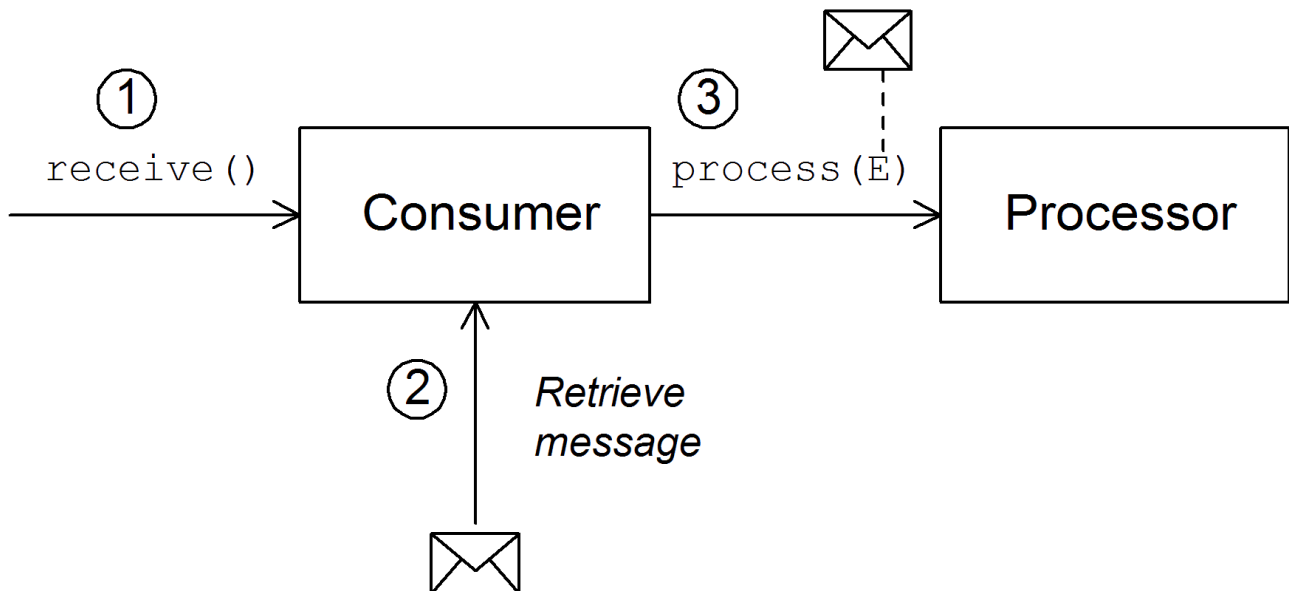 1
receive()
Consumer
2
Retrieve
message
3
process(E)
Processor